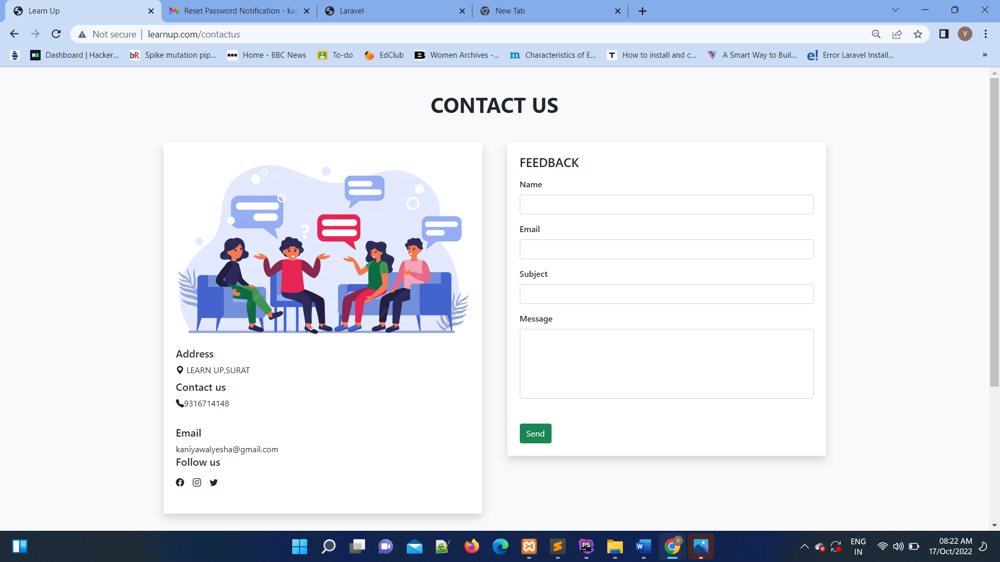 Learn Up
Reset Password Notification - kan
Laravel
New Tab
Not secure
learnup.com/contactus
Dashboard | Hacker...
bR Spike mutation pip...
Home - BBC News
To-do
EdClub
B Women Archives -...
m Characteristics of E...
T How to install and c...
A Smart Way to Buil...
e! Error Laravel Install...
»
CONTACT US
Address
LEARN UP,SURAT
Contact us
9316714148
Email
kaniyawalyesha@gmail.com
Follow us
FEEDBACK
Name
Email
Subject
Message
Send
ENG
IN
08:22 AM
17/Oct/2022